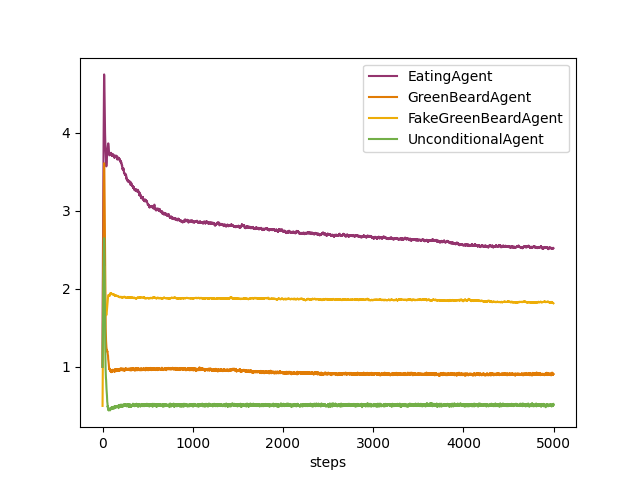 EatingAgent
GreenBeardAgent
FakeGreenBeardAgent
UnconditionalAgent
4
3
2
1
0 1000 2000 3000 4000 5000
steps